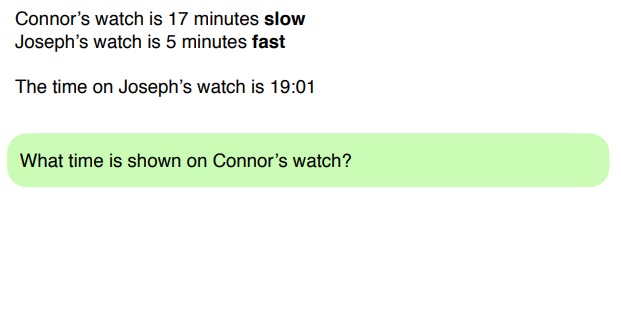 Connor’s watch is 17 minutes slow
Joseph’s watch is 5 minutes fast
The time on Joseph’s watch is 19:01
What time is shown on Connor’s watch?